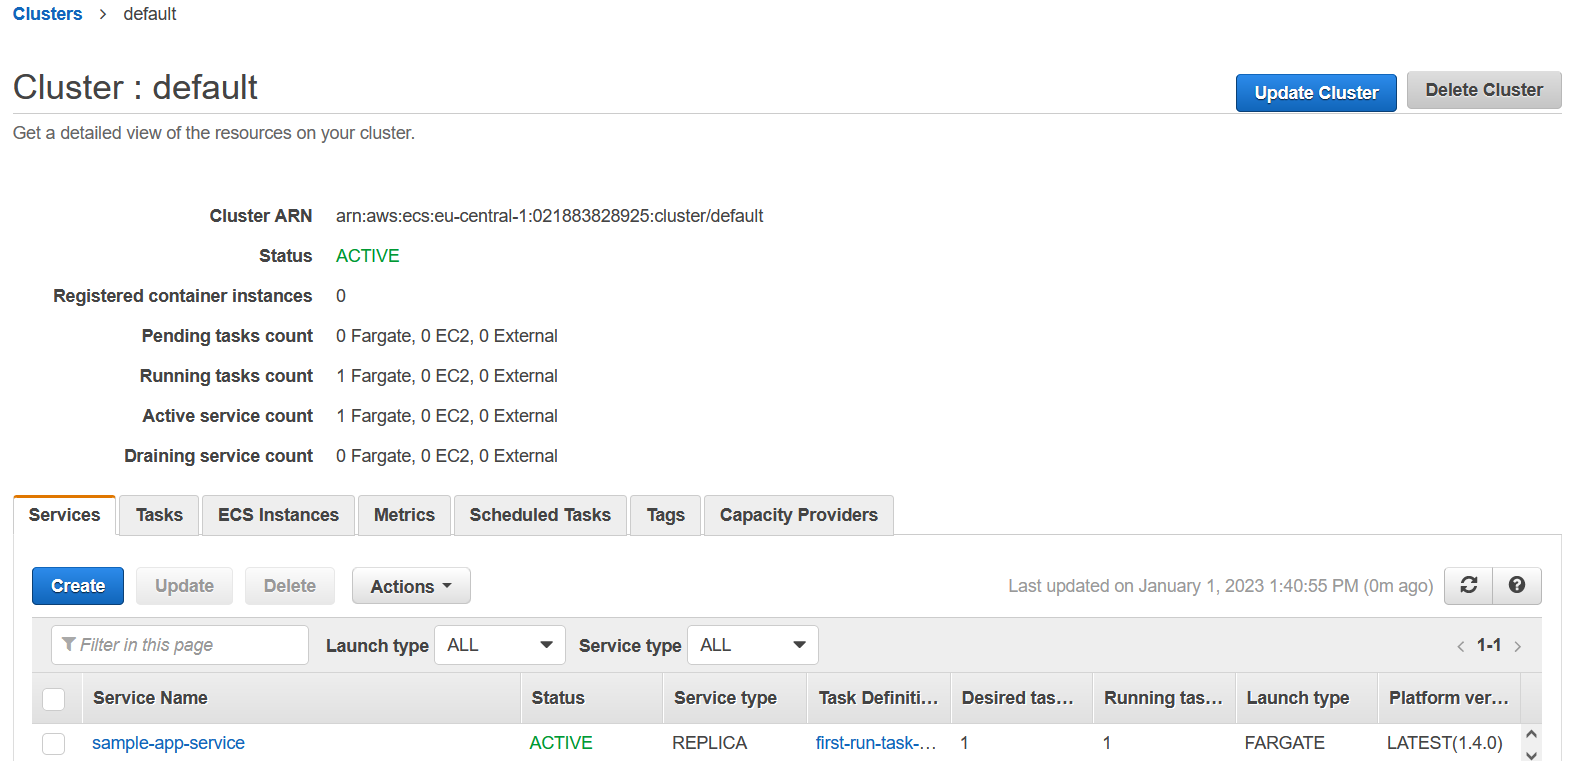 Clusters > default
Cluster : default
Update Cluster Delete Cluster
Get a detailed view of the resources on your cluster.
Cluster ARN arn:aws:ecs:eu-central-1:021883828925:cluster/default
Status ACTIVE
Registered container instances 0
Pending tasks count 0 Fargate, 0 EC2, 0 External
Running tasks count 1 Fargate, 0 EC2, 0 External
Active service count 1 Fargate, 0 EC2, 0 External
Draining service count 0 Fargate, 0 EC2, 0 External
Services Tasks ECS Instances Metrics Scheduled Tasks Tags Capacity Providers
Create Update Delete Actions Last updated on January 1, 2023 1:40:55 PM (0m ago)
Filter in this page Launch type ALL Service type ALL < 1-1 >
Service Name Status Service type Task Definiti... Desired tas... Running tas... Launch type Platform ver...
sample-app-service ACTIVE REPLICA first-run-task-... 1 1 FARGATE LATEST(1.4.0)